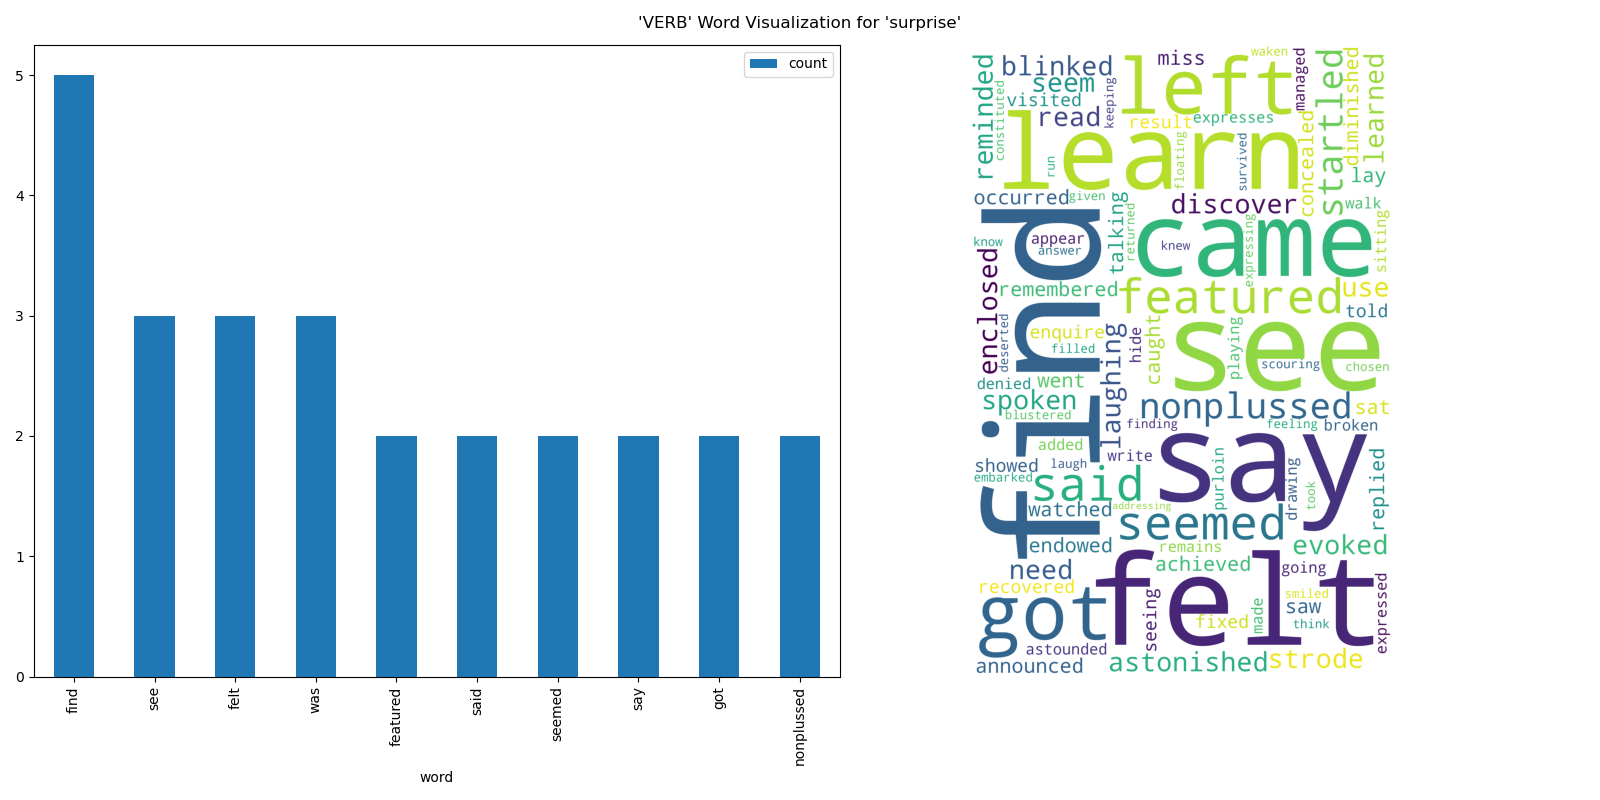 'VERB' Word Visualization for 'surprise'
count
5
4
3
2
1
0
find
see
felt
was
featured
said
seemed
say
got
nonplussed
word
reminded
constituted
blinked
seem
visited
keeping
read
miss
waken
managed
left
result
expresses
learn
run
floating
survived
concealed
startled
diminished
learned
lay
walk
occurred
given
know
appear
answer
talking
returned
discover
knew
came
expressing
sitting
enclosed
deserted
remembered
featured
use
told
find
enquire
filled
hide
caught
see
playing
scouring
chosen
denied
went
spoken
blustered
laughing
nonplussed
sat
finding
feeling
broken
added
showed
laugh
embarked
write
say
purloin
drawing
took
replied
said
watched
addressing
seemed
endowed
remains
evoked
need
achieved
going
recovered
got
felt
seeing
fixed
made
smiled
saw
think
expressed
astounded
announced
astonished
strode